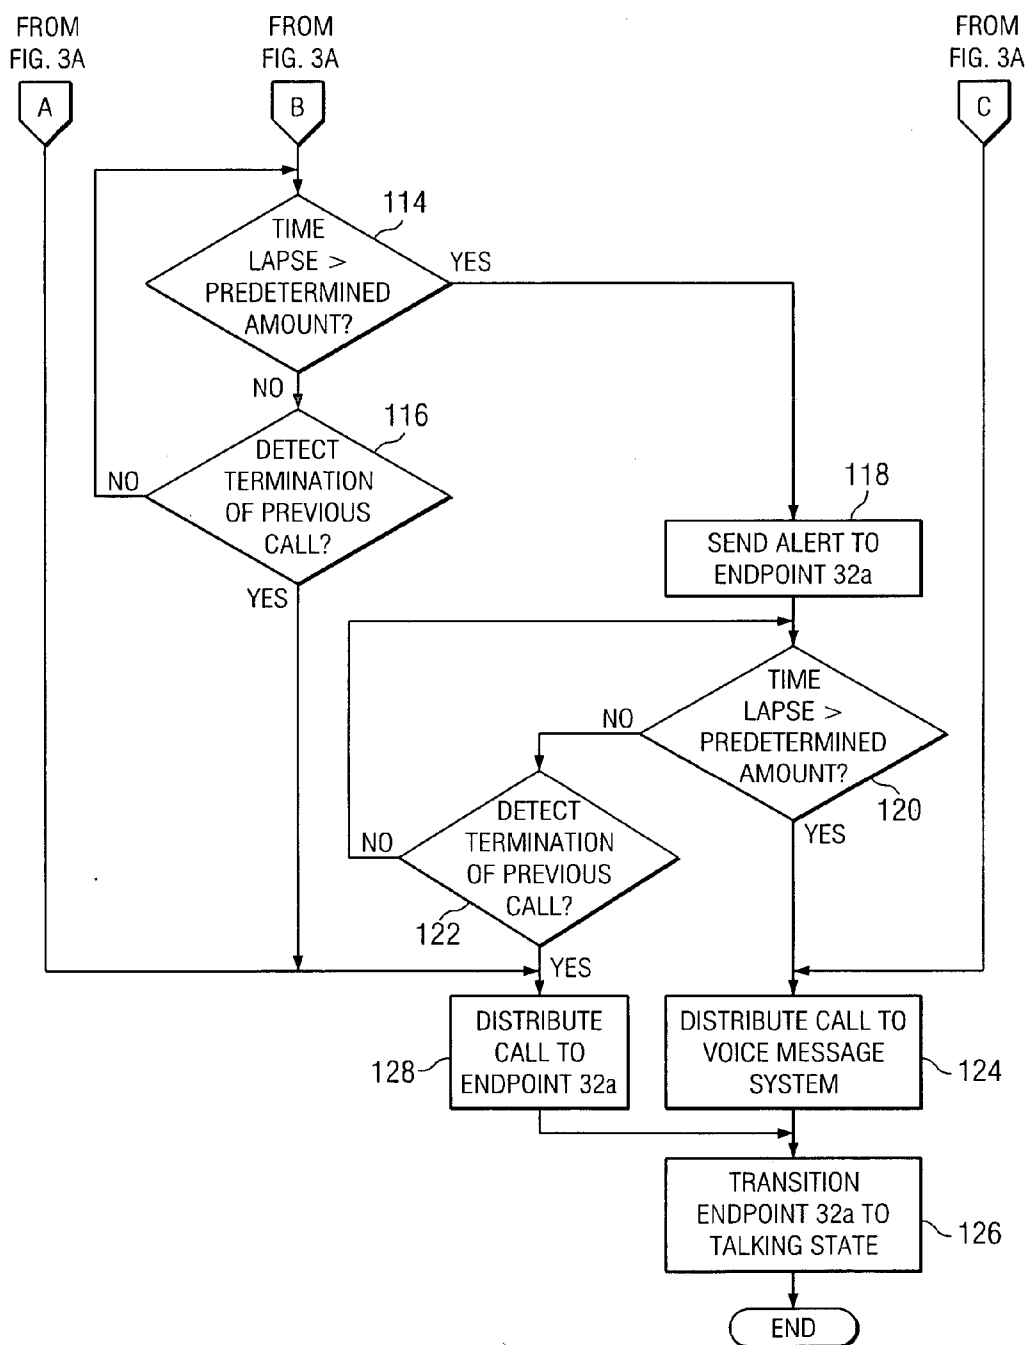 FROM
FIG. 3A
A
FROM
FIG. 3A
B
FROM
FIG. 3A
C
114
TIME
LAPSE >
PREDETERMINED
AMOUNT?
YES
NO
116
DETECT
TERMINATION
OF PREVIOUS
CALL?
NO
YES
118
SEND ALERT TO
ENDPOINT 32a
TIME
LAPSE >
PREDETERMINED
AMOUNT?
NO
120
YES
DETECT
TERMINATION
OF PREVIOUS
CALL?
NO
122
YES
DISTRIBUTE
CALL TO
ENDPOINT 32a
128
DISTRIBUTE CALL TO
VOICE MESSAGE
SYSTEM
124
TRANSITION
ENDPOINT 32a TO
TALKING STATE
126
END